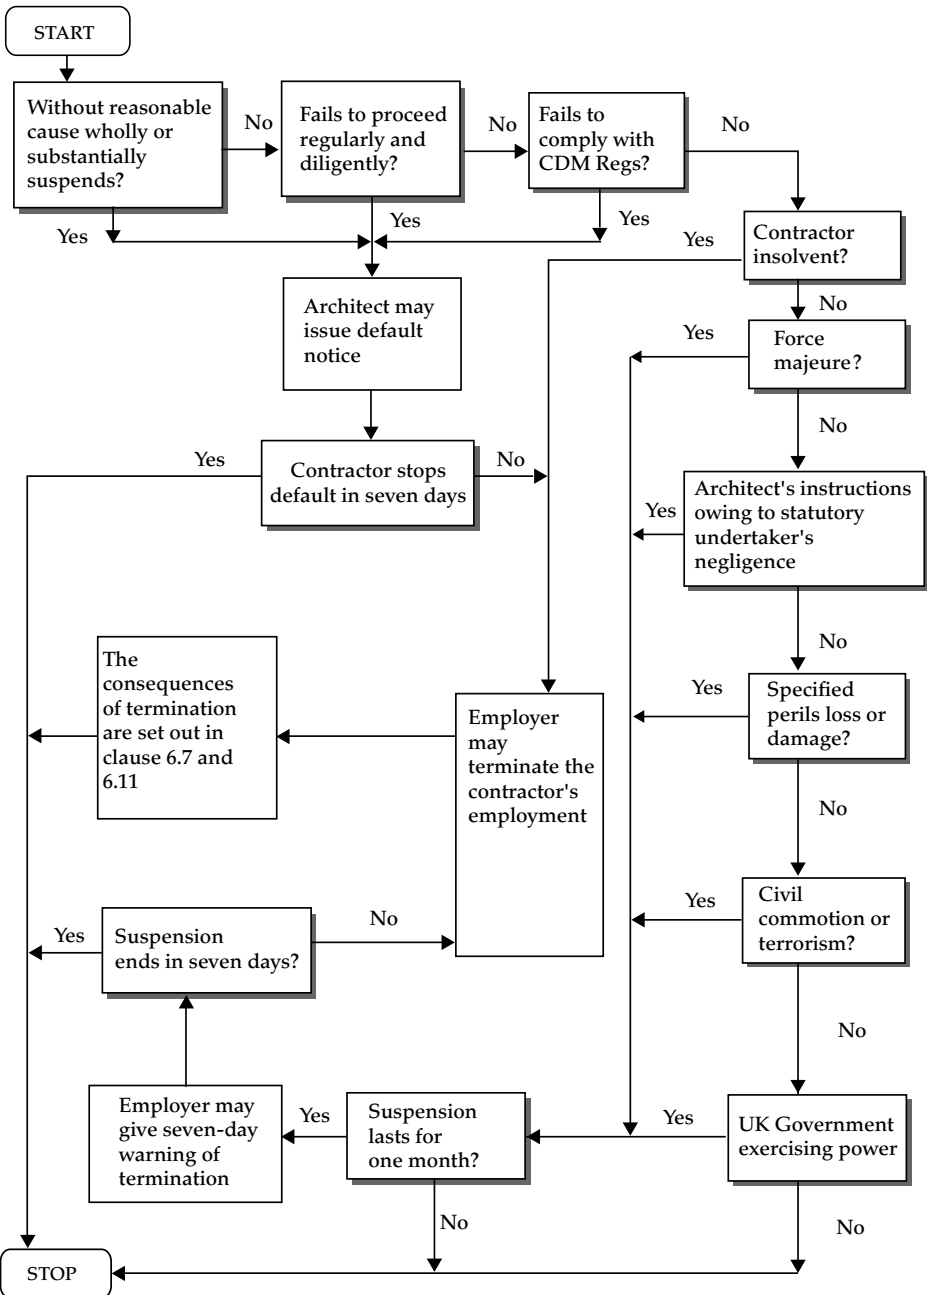 START
Without reasonable
cause wholly or
substantially
suspends?
No
Fails to proceed
regularly and
diligently?
No
Fails to
comply with
CDM Regs?
No
Yes
Yes
Yes
Yes
Contractor
insolvent?
No
Architect may
issue default
notice
Yes
Force
majeure?
No
Yes
Contractor stops
default in seven days
No
Yes
Architect's instructions
owing to statutory
undertaker's
negligence
No
The
consequences
of termination
are set out in
clause 6.7 and
6.11
Employer
may
terminate the
contractor's
employment
Yes
Specified
perils loss or
damage?
No
Yes
Civil
commotion or
terrorism?
No
Yes
Suspension
ends in seven days?
No
Employer may
give seven-day
warning of
termination
Yes
Suspension
lasts for
one month?
Yes
UK Government
exercising power
No
No
STOP